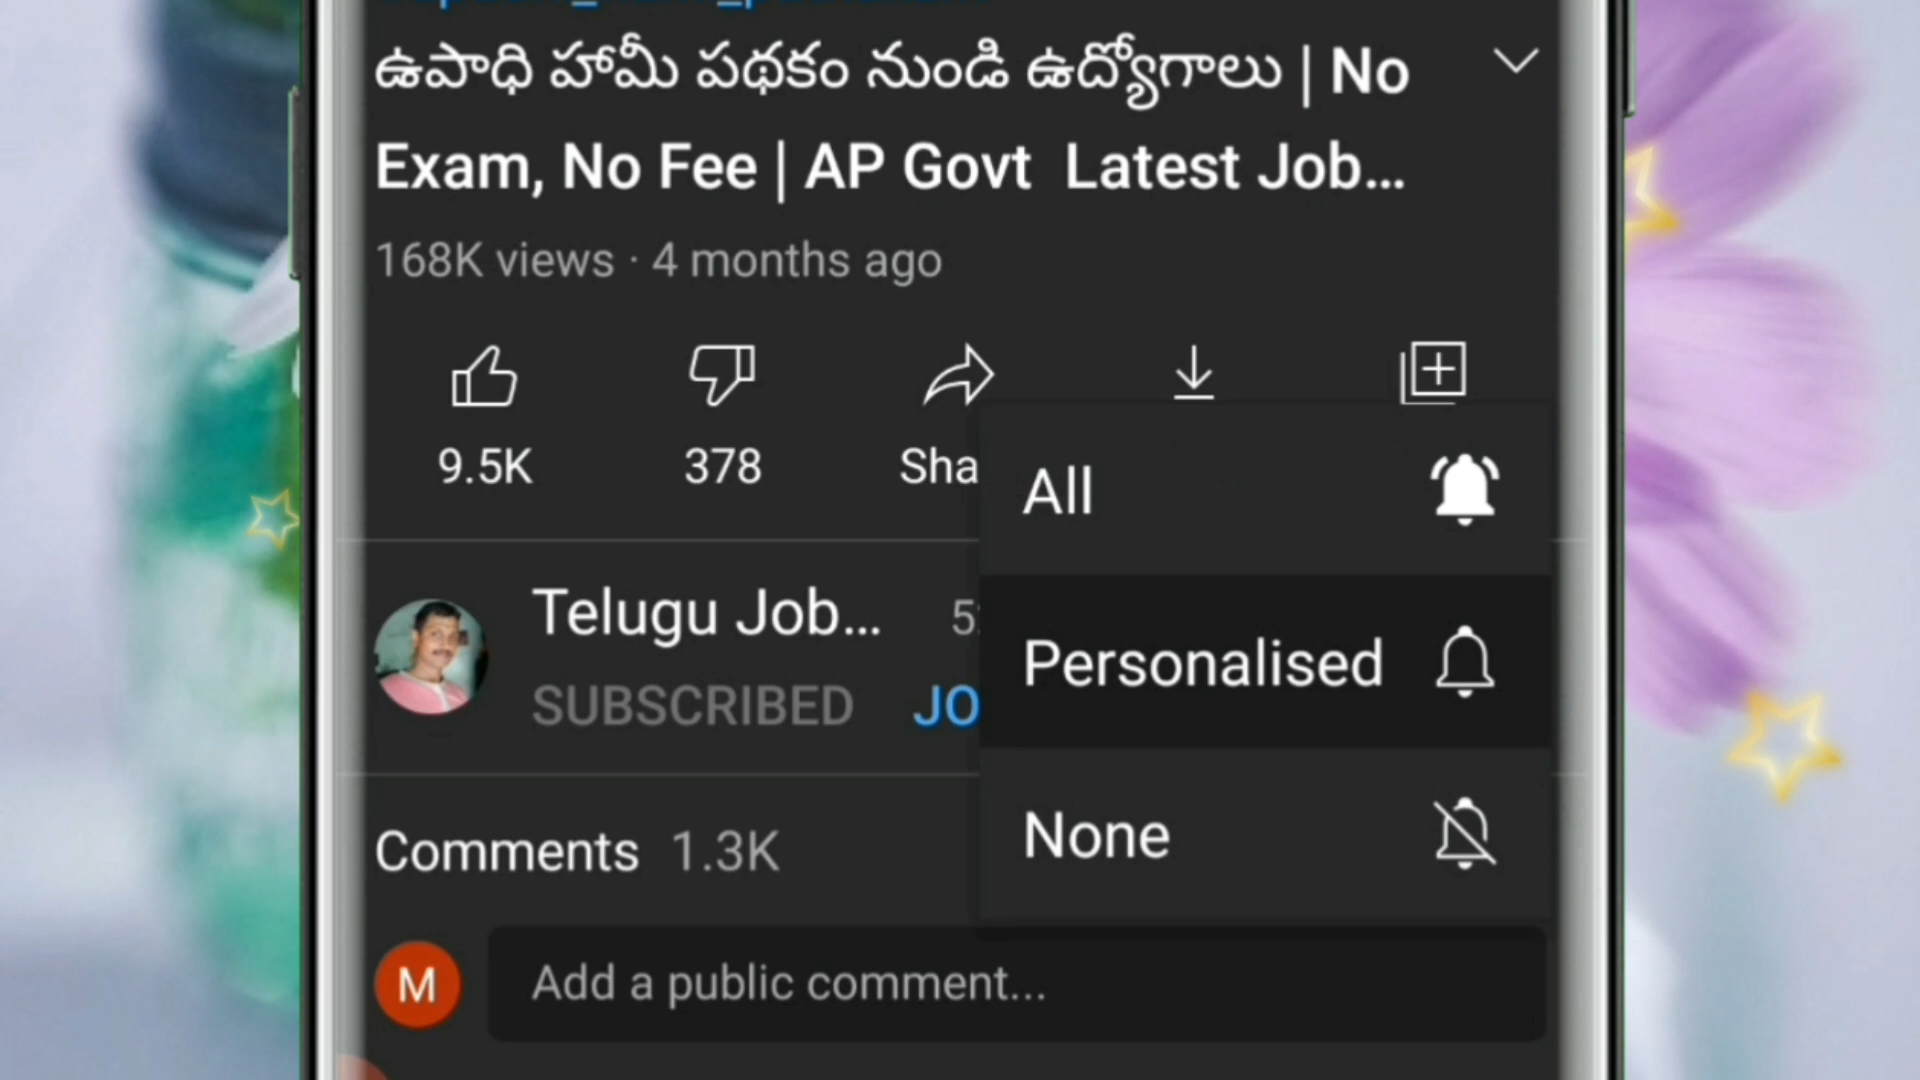 ఉపాధి హామీ పథకం నుండి ఉద్యోగాలు | No
Exam, No Fee | AP Govt Latest Job...
168K views · 4 months ago
9.5K 378 Sha
All
Telugu Job...
Personalised
SUBSCRIBED JO
None
Comments 1.3K
M Add a public comment...